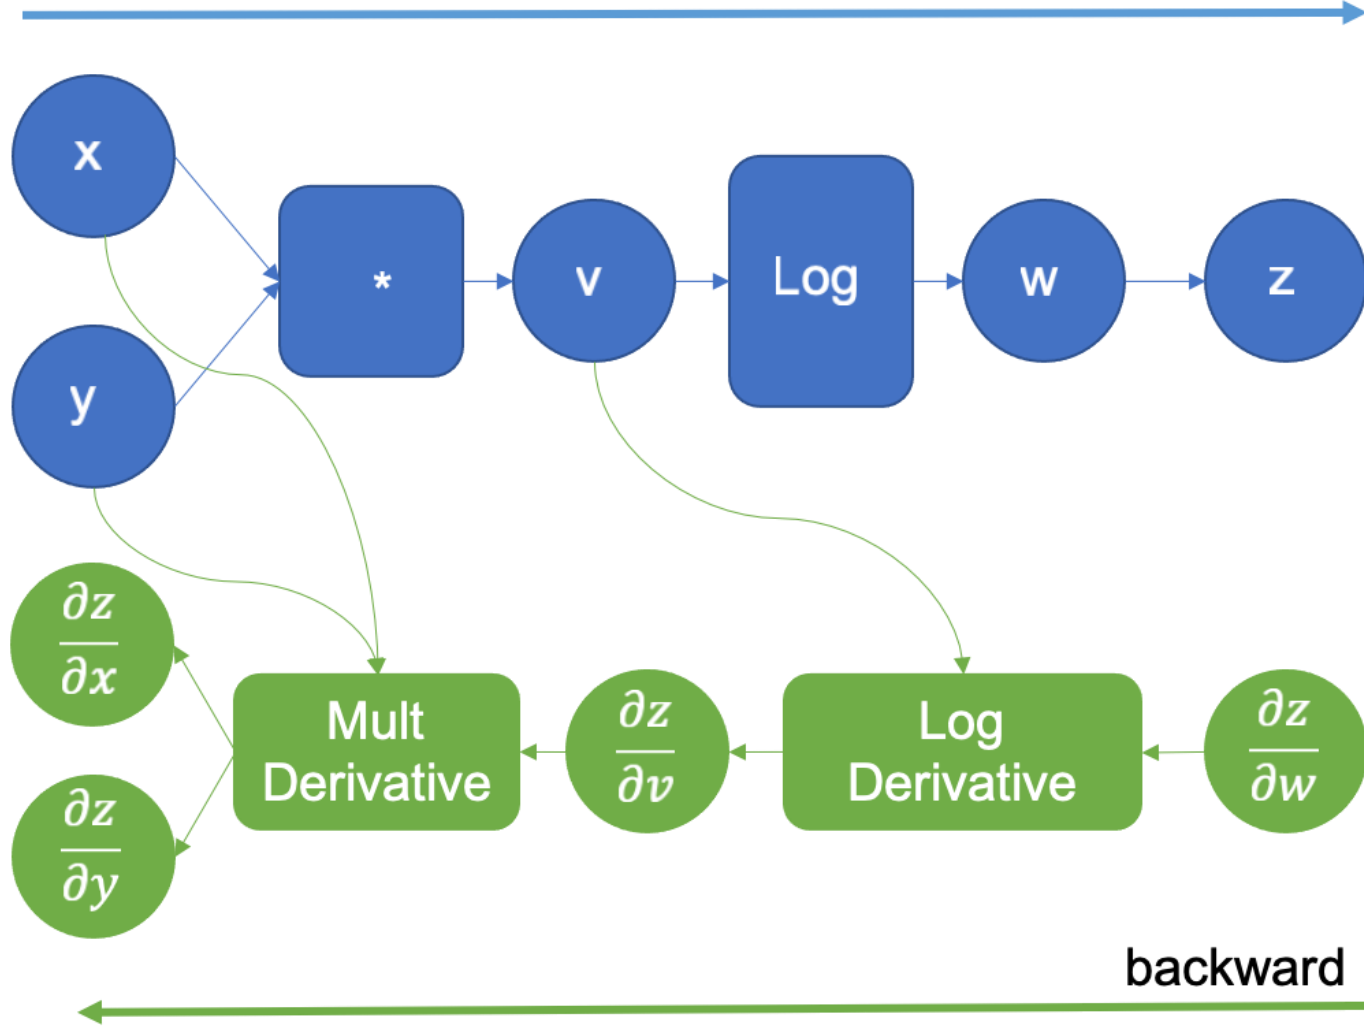 x
*
v
Log
w
z
y
∂z
∂x
Mult
Derivative
∂z
∂v
Log
Derivative
∂z
∂w
∂z
∂y
backward